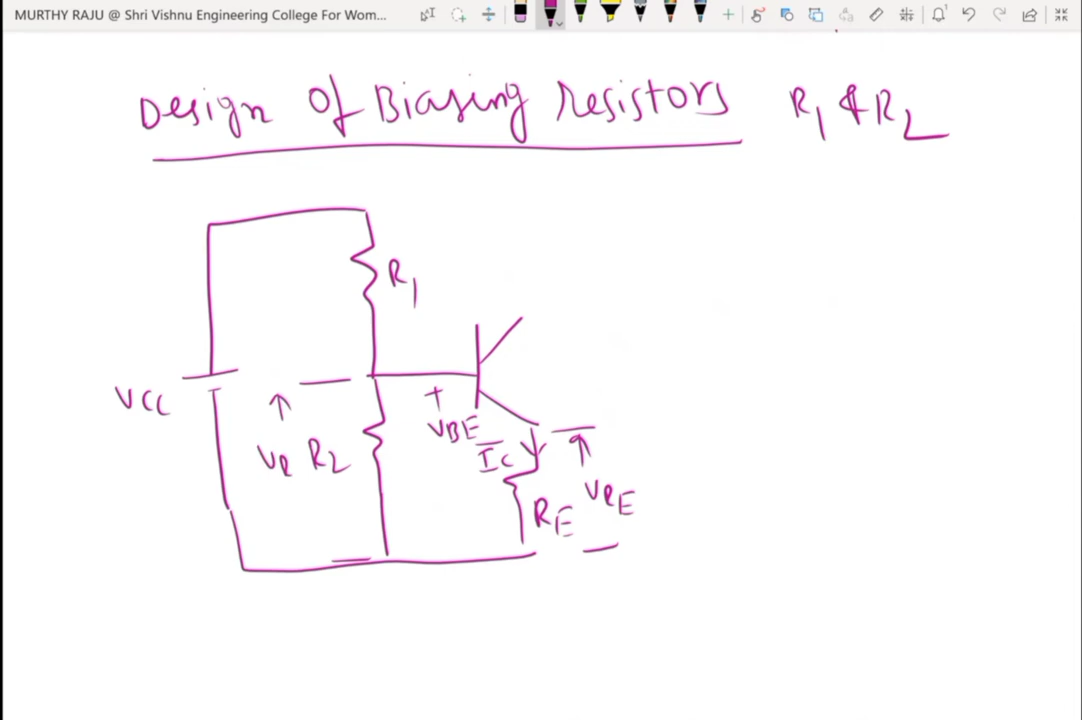 MURTHY RAJU @ Shri Vishnu Engineering College For Wom...
Design Of Biasing resistors R1 & R2
R1
VCC
+
VBE
VR R2
IC
RE VRE